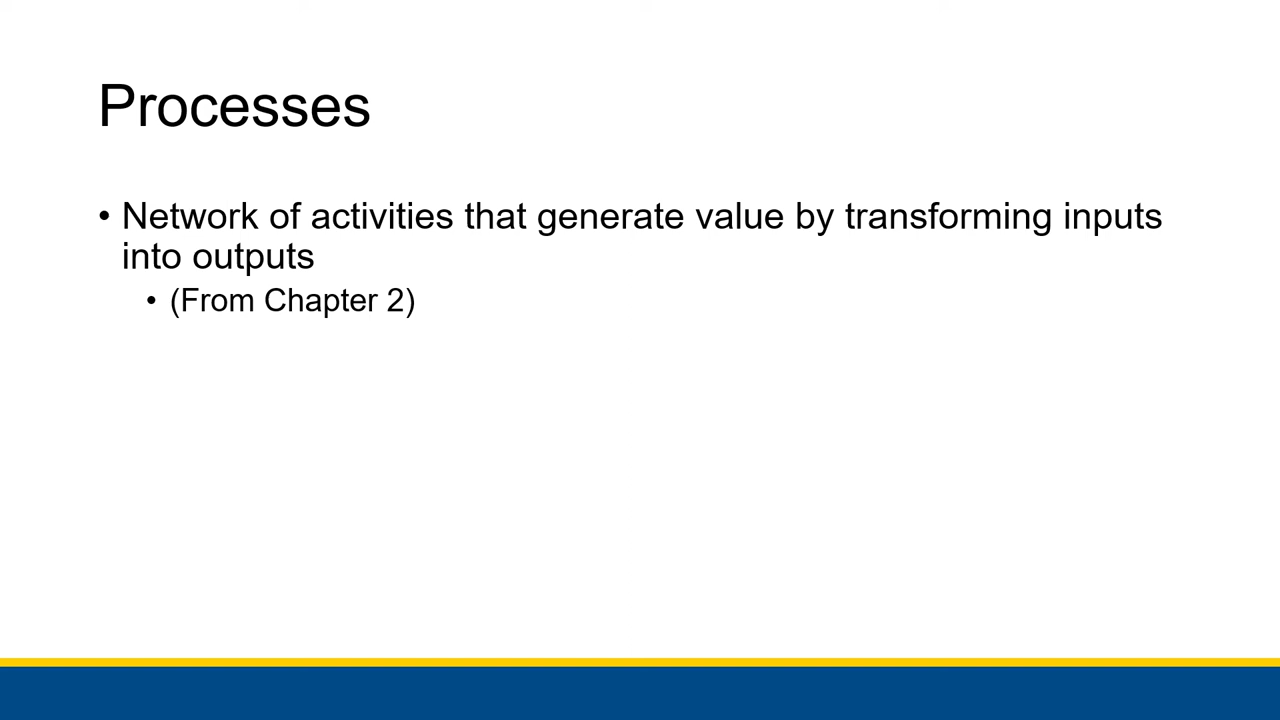 Processes
• Network of activities that generate value by transforming inputs
into outputs
• (From Chapter 2)